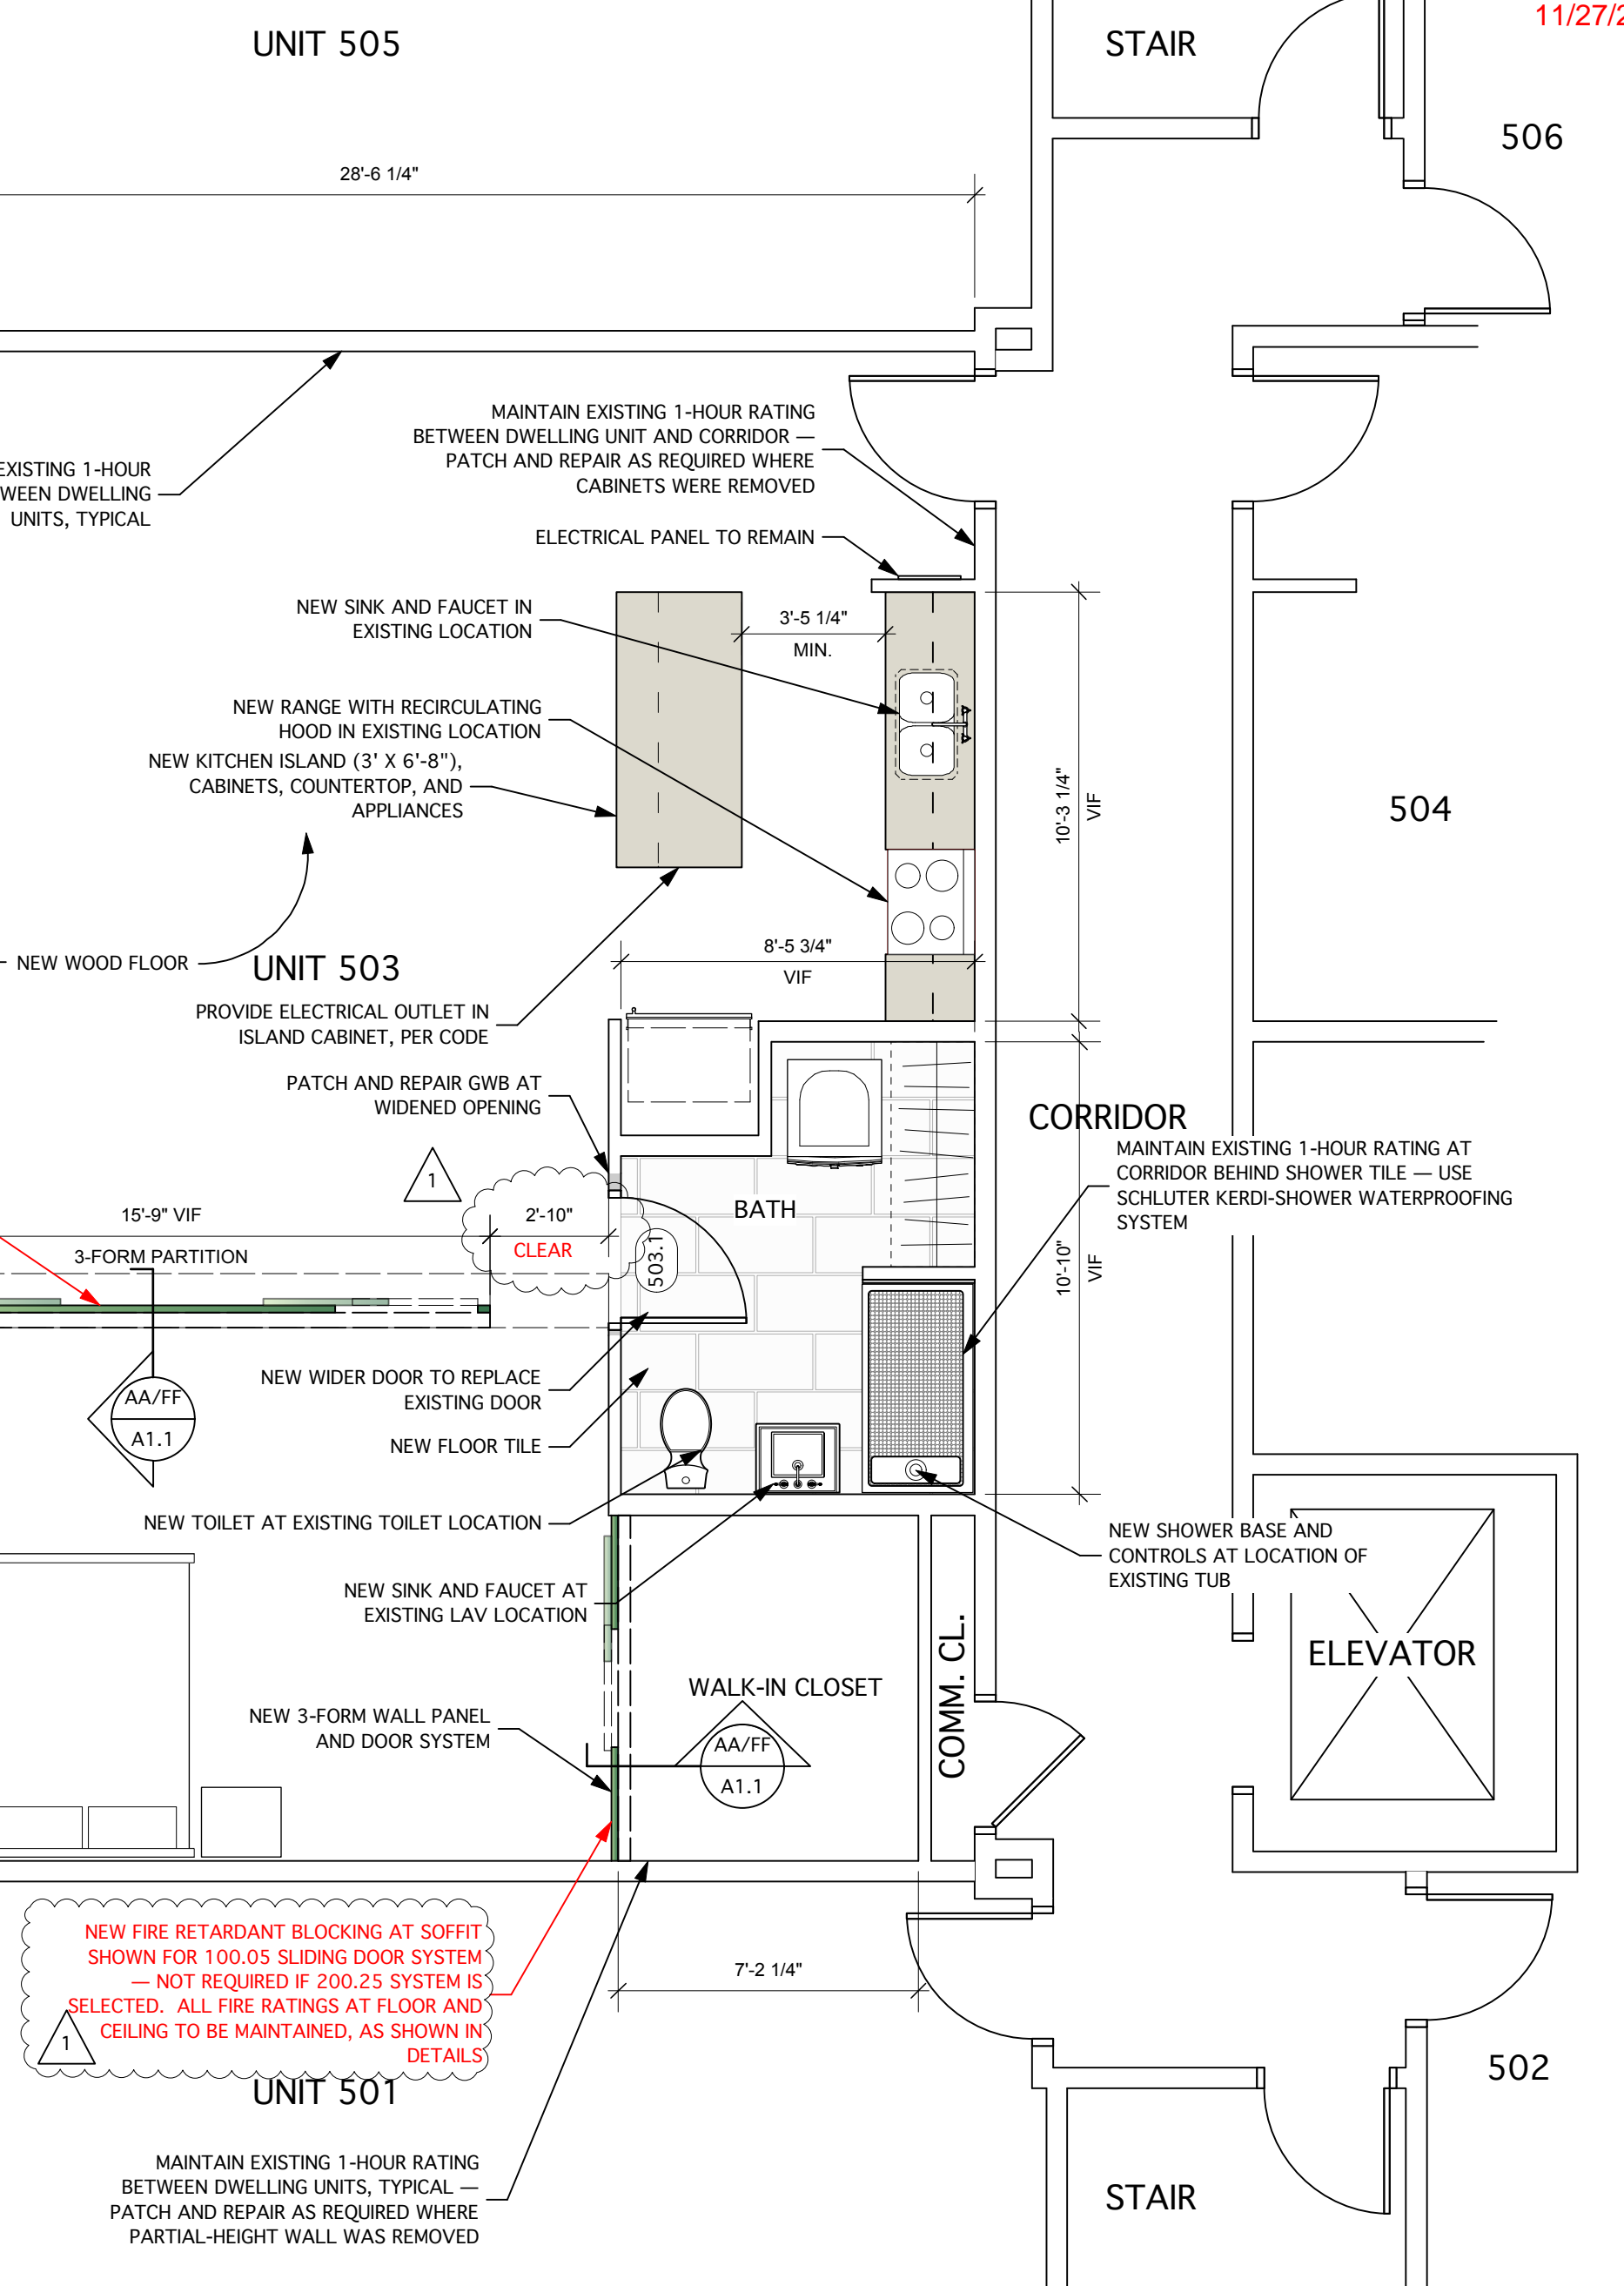 11/27/2
UNIT 505
STAIR
506
28'-6 1/4"
MAINTAIN EXISTING 1-HOUR RATING
BETWEEN DWELLING UNIT AND CORRIDOR —
PATCH AND REPAIR AS REQUIRED WHERE
CABINETS WERE REMOVED
EXISTING 1-HOUR
WEEN DWELLING
UNITS, TYPICAL
ELECTRICAL PANEL TO REMAIN
NEW SINK AND FAUCET IN
EXISTING LOCATION
3'-5 1/4"
MIN.
NEW RANGE WITH RECIRCULATING
HOOD IN EXISTING LOCATION
NEW KITCHEN ISLAND (3' X 6'-8"),
CABINETS, COUNTERTOP, AND
APPLIANCES
10'-3 1/4"
VIF
504
8'-5 3/4"
VIF
NEW WOOD FLOOR
UNIT 503
PROVIDE ELECTRICAL OUTLET IN
ISLAND CABINET, PER CODE
PATCH AND REPAIR GWB AT
WIDENED OPENING
CORRIDOR
MAINTAIN EXISTING 1-HOUR RATING AT
CORRIDOR BEHIND SHOWER TILE — USE
SCHLUTER KERDI-SHOWER WATERPROOFING
SYSTEM
1
BATH
15'-9" VIF
2'-10"
CLEAR
3-FORM PARTITION
503.1
10'-10"
VIF
NEW WIDER DOOR TO REPLACE
EXISTING DOOR
AA/FF
A1.1
NEW FLOOR TILE
NEW TOILET AT EXISTING TOILET LOCATION
NEW SHOWER BASE AND
CONTROLS AT LOCATION OF
EXISTING TUB
NEW SINK AND FAUCET AT
EXISTING LAV LOCATION
ELEVATOR
COMM. CL.
WALK-IN CLOSET
NEW 3-FORM WALL PANEL
AND DOOR SYSTEM
AA/FF
A1.1
NEW FIRE RETARDANT BLOCKING AT SOFFIT
SHOWN FOR 100.05 SLIDING DOOR SYSTEM
— NOT REQUIRED IF 200.25 SYSTEM IS
SELECTED. ALL FIRE RATINGS AT FLOOR AND
CEILING TO BE MAINTAINED, AS SHOWN IN
DETAILS
1
7'-2 1/4"
502
UNIT 501
MAINTAIN EXISTING 1-HOUR RATING
BETWEEN DWELLING UNITS, TYPICAL —
PATCH AND REPAIR AS REQUIRED WHERE
PARTIAL-HEIGHT WALL WAS REMOVED
STAIR